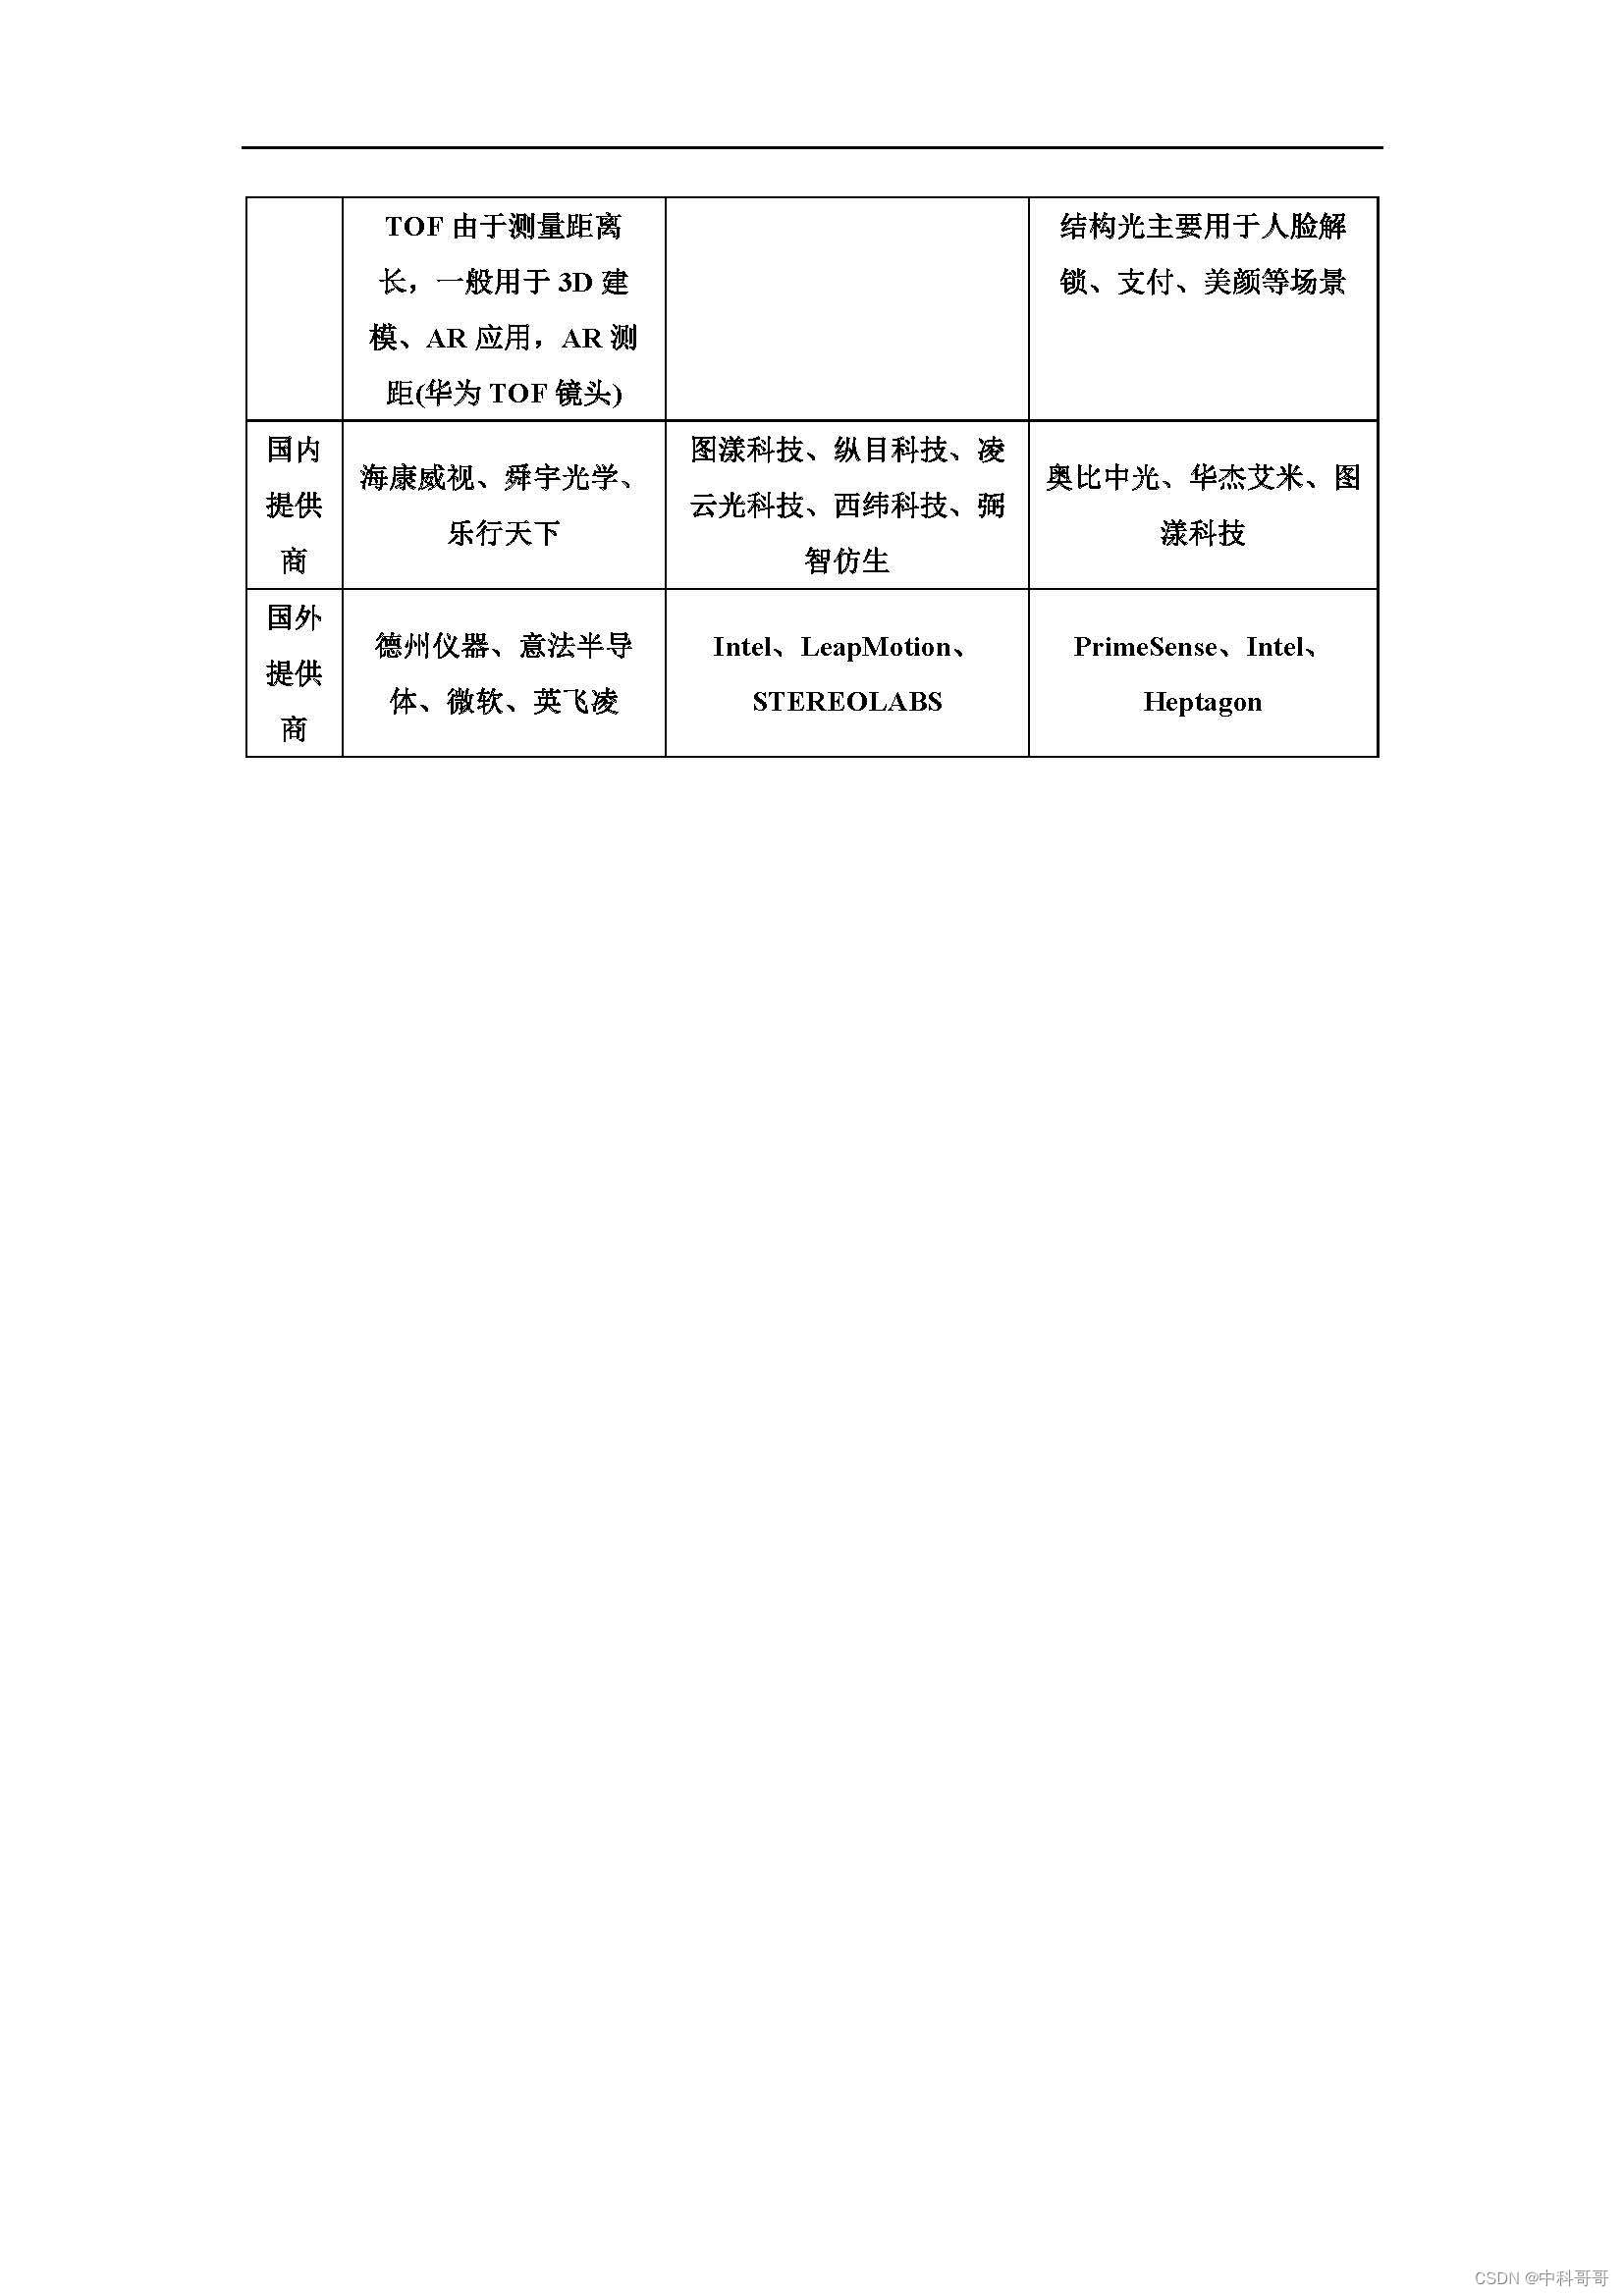 TOF 由于测量距离
长，一般用于 3D 建
模、AR 应用，AR 测
距(华为 TOF 镜头)
结构光主要用于人脸解
锁、支付、美颜等场景
国内
提供
商
海康威视、舜宇光学、
乐行天下
图漾科技、纵目科技、凌
云光科技、西纬科技、弼
智仿生
奥比中光、华杰艾米、图
漾科技
国外
提供
商
德州仪器、意法半导
体、微软、英飞凌
Intel、LeapMotion、
STEREOLABS
PrimeSense、Intel、
Heptagon
CSDN @中科哥哥